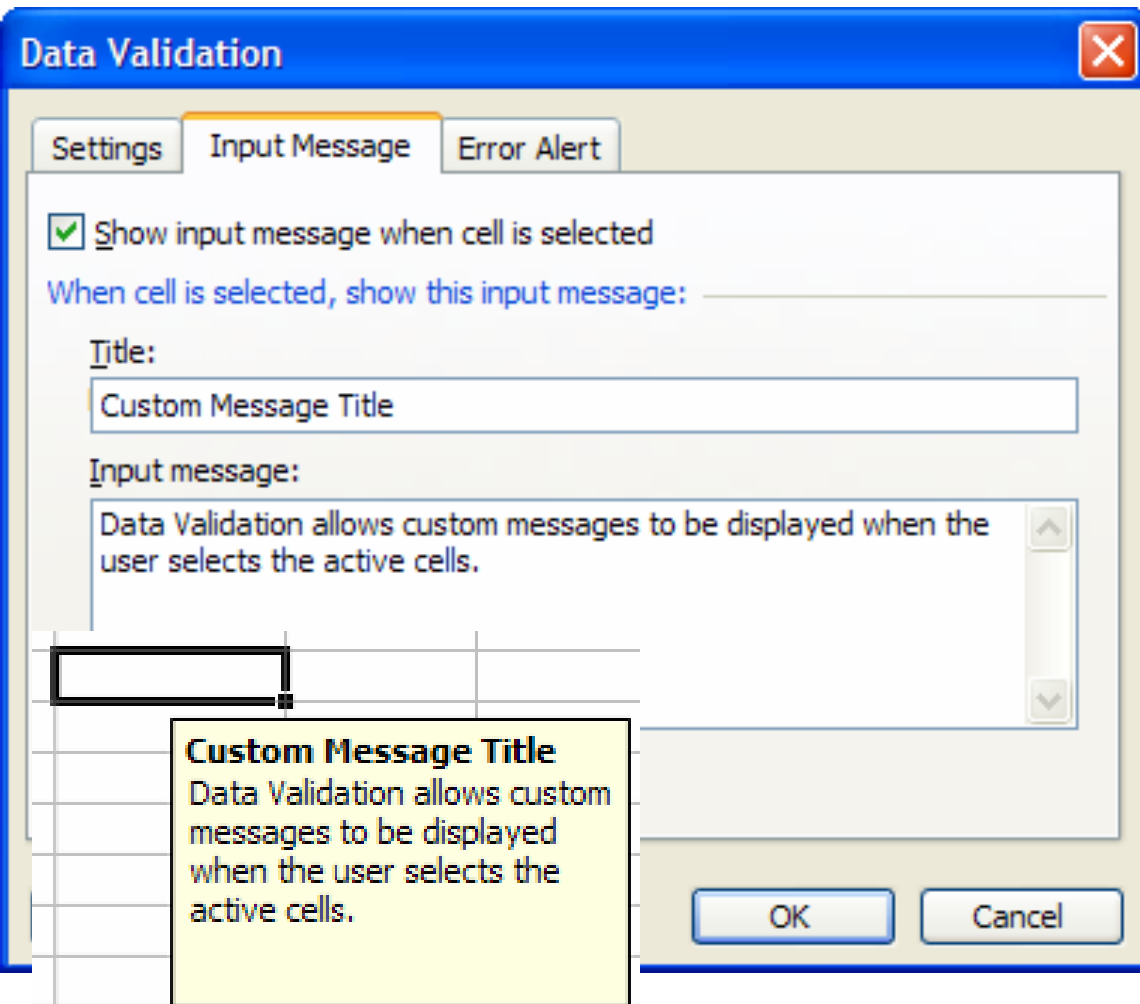 Data Validation
Settings
Input Message
Error Alert
Show input message when cell is selected
When cell is selected, show this input message:
Title:
Custom Message Title
Input message:
Data Validation allows custom messages to be displayed when the
user selects the active cells.
Custom Message Title
Data Validation allows custom
messages to be displayed
when the user selects the
active cells.
OK
Cancel